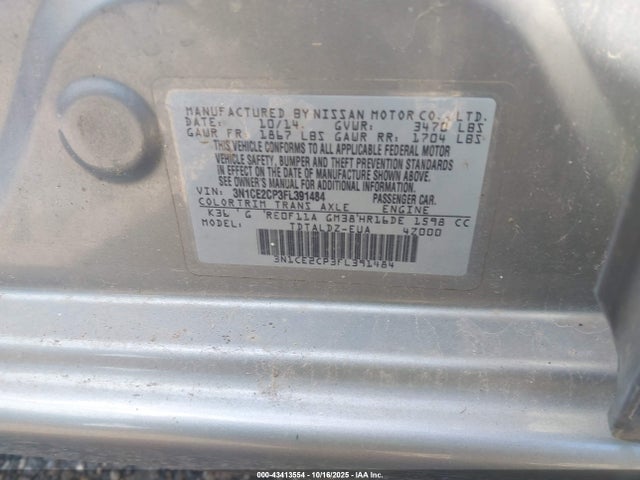 MANUFACTURED BY NISSAN MOTOR CO., LTD.
DATE: 10/14 GVWR: 3470 LBS
GAWR FR: 1867 LBS GAWR RR: 1704 LBS
THIS VEHICLE CONFORMS TO ALL APPLICABLE FEDERAL MOTOR
VEHICLE SAFETY, BUMPER AND THEFT PREVENTION STANDARDS
IN EFFECT ON THE DATE OF MANUFACTURE SHOWN ABOVE.
SEE OWNER'S MANUAL FOR ADDITIONAL INFORMATION
VIN: 3N1CE2CP3FL391484 PASSENGER CAR.
COLOR TRIM TRANS AXLE ENGINE
K36 G RE0F11A GM38 HR16DE 1598 CC
MODEL: TDTALDZ-EUA 42000
3N1CE2CP3FL391484
000-43413554 - 10/16/2025 - IAA Inc.